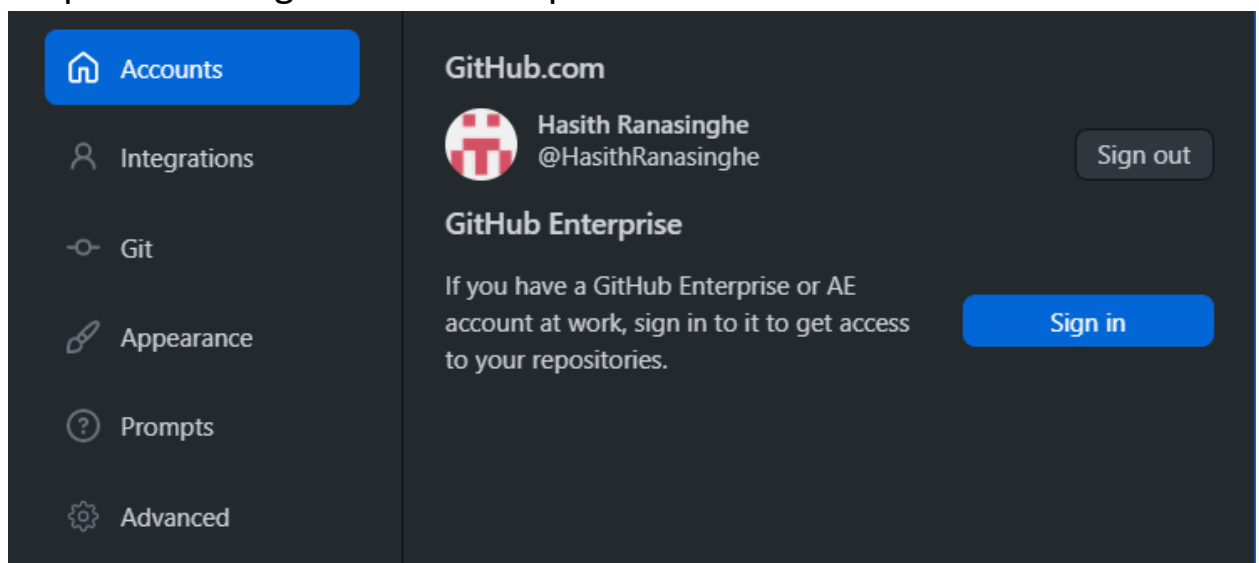 Accounts
Integrations
Git
Appearance
Prompts
Advanced
GitHub.com
Hasith Ranasinghe
@HasithRanasinghe
Sign out
GitHub Enterprise
If you have a GitHub Enterprise or AE
account at work, sign in to it to get access
to your repositories.
Sign in